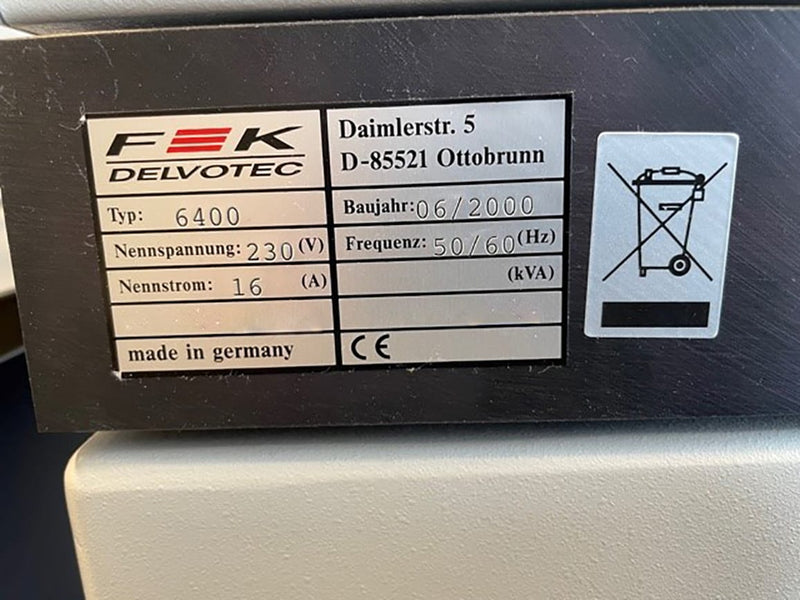 F&K
DELVOTEC
Daimlerstr. 5
D-85521 Ottobrunn
Typ: 6400
Baujahr: 06/2000
Nennspannung: 230 (V)
Frequenz: 50/60 (Hz)
Nennstrom: 16 (A)
(kVA)
made in germany
CE